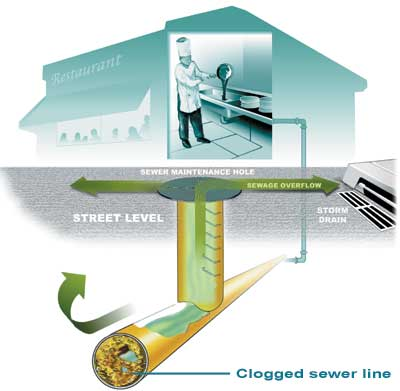 Restaurant
SEWER MAINTENANCE HOLE
SEWAGE OVERFLOW
STREET LEVEL
STORM
DRAIN
Clogged sewer line